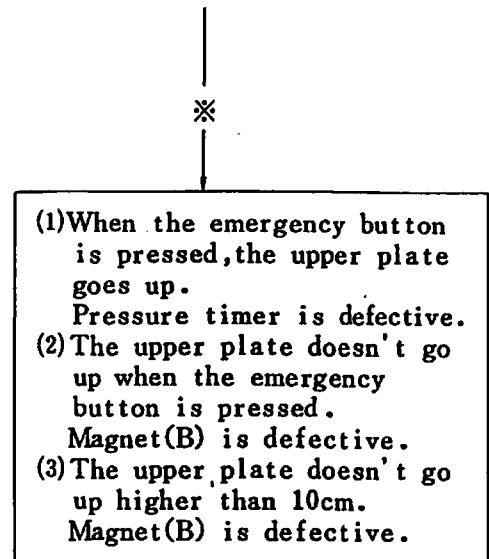 ※
(1)When the emergency button
is pressed,the upper plate
goes up.
Pressure timer is defective.
(2)The upper plate doesn't go
up when the emergency
button is pressed.
Magnet(B) is defective.
(3)The upper plate doesn't go
up higher than 10cm.
Magnet(B) is defective.